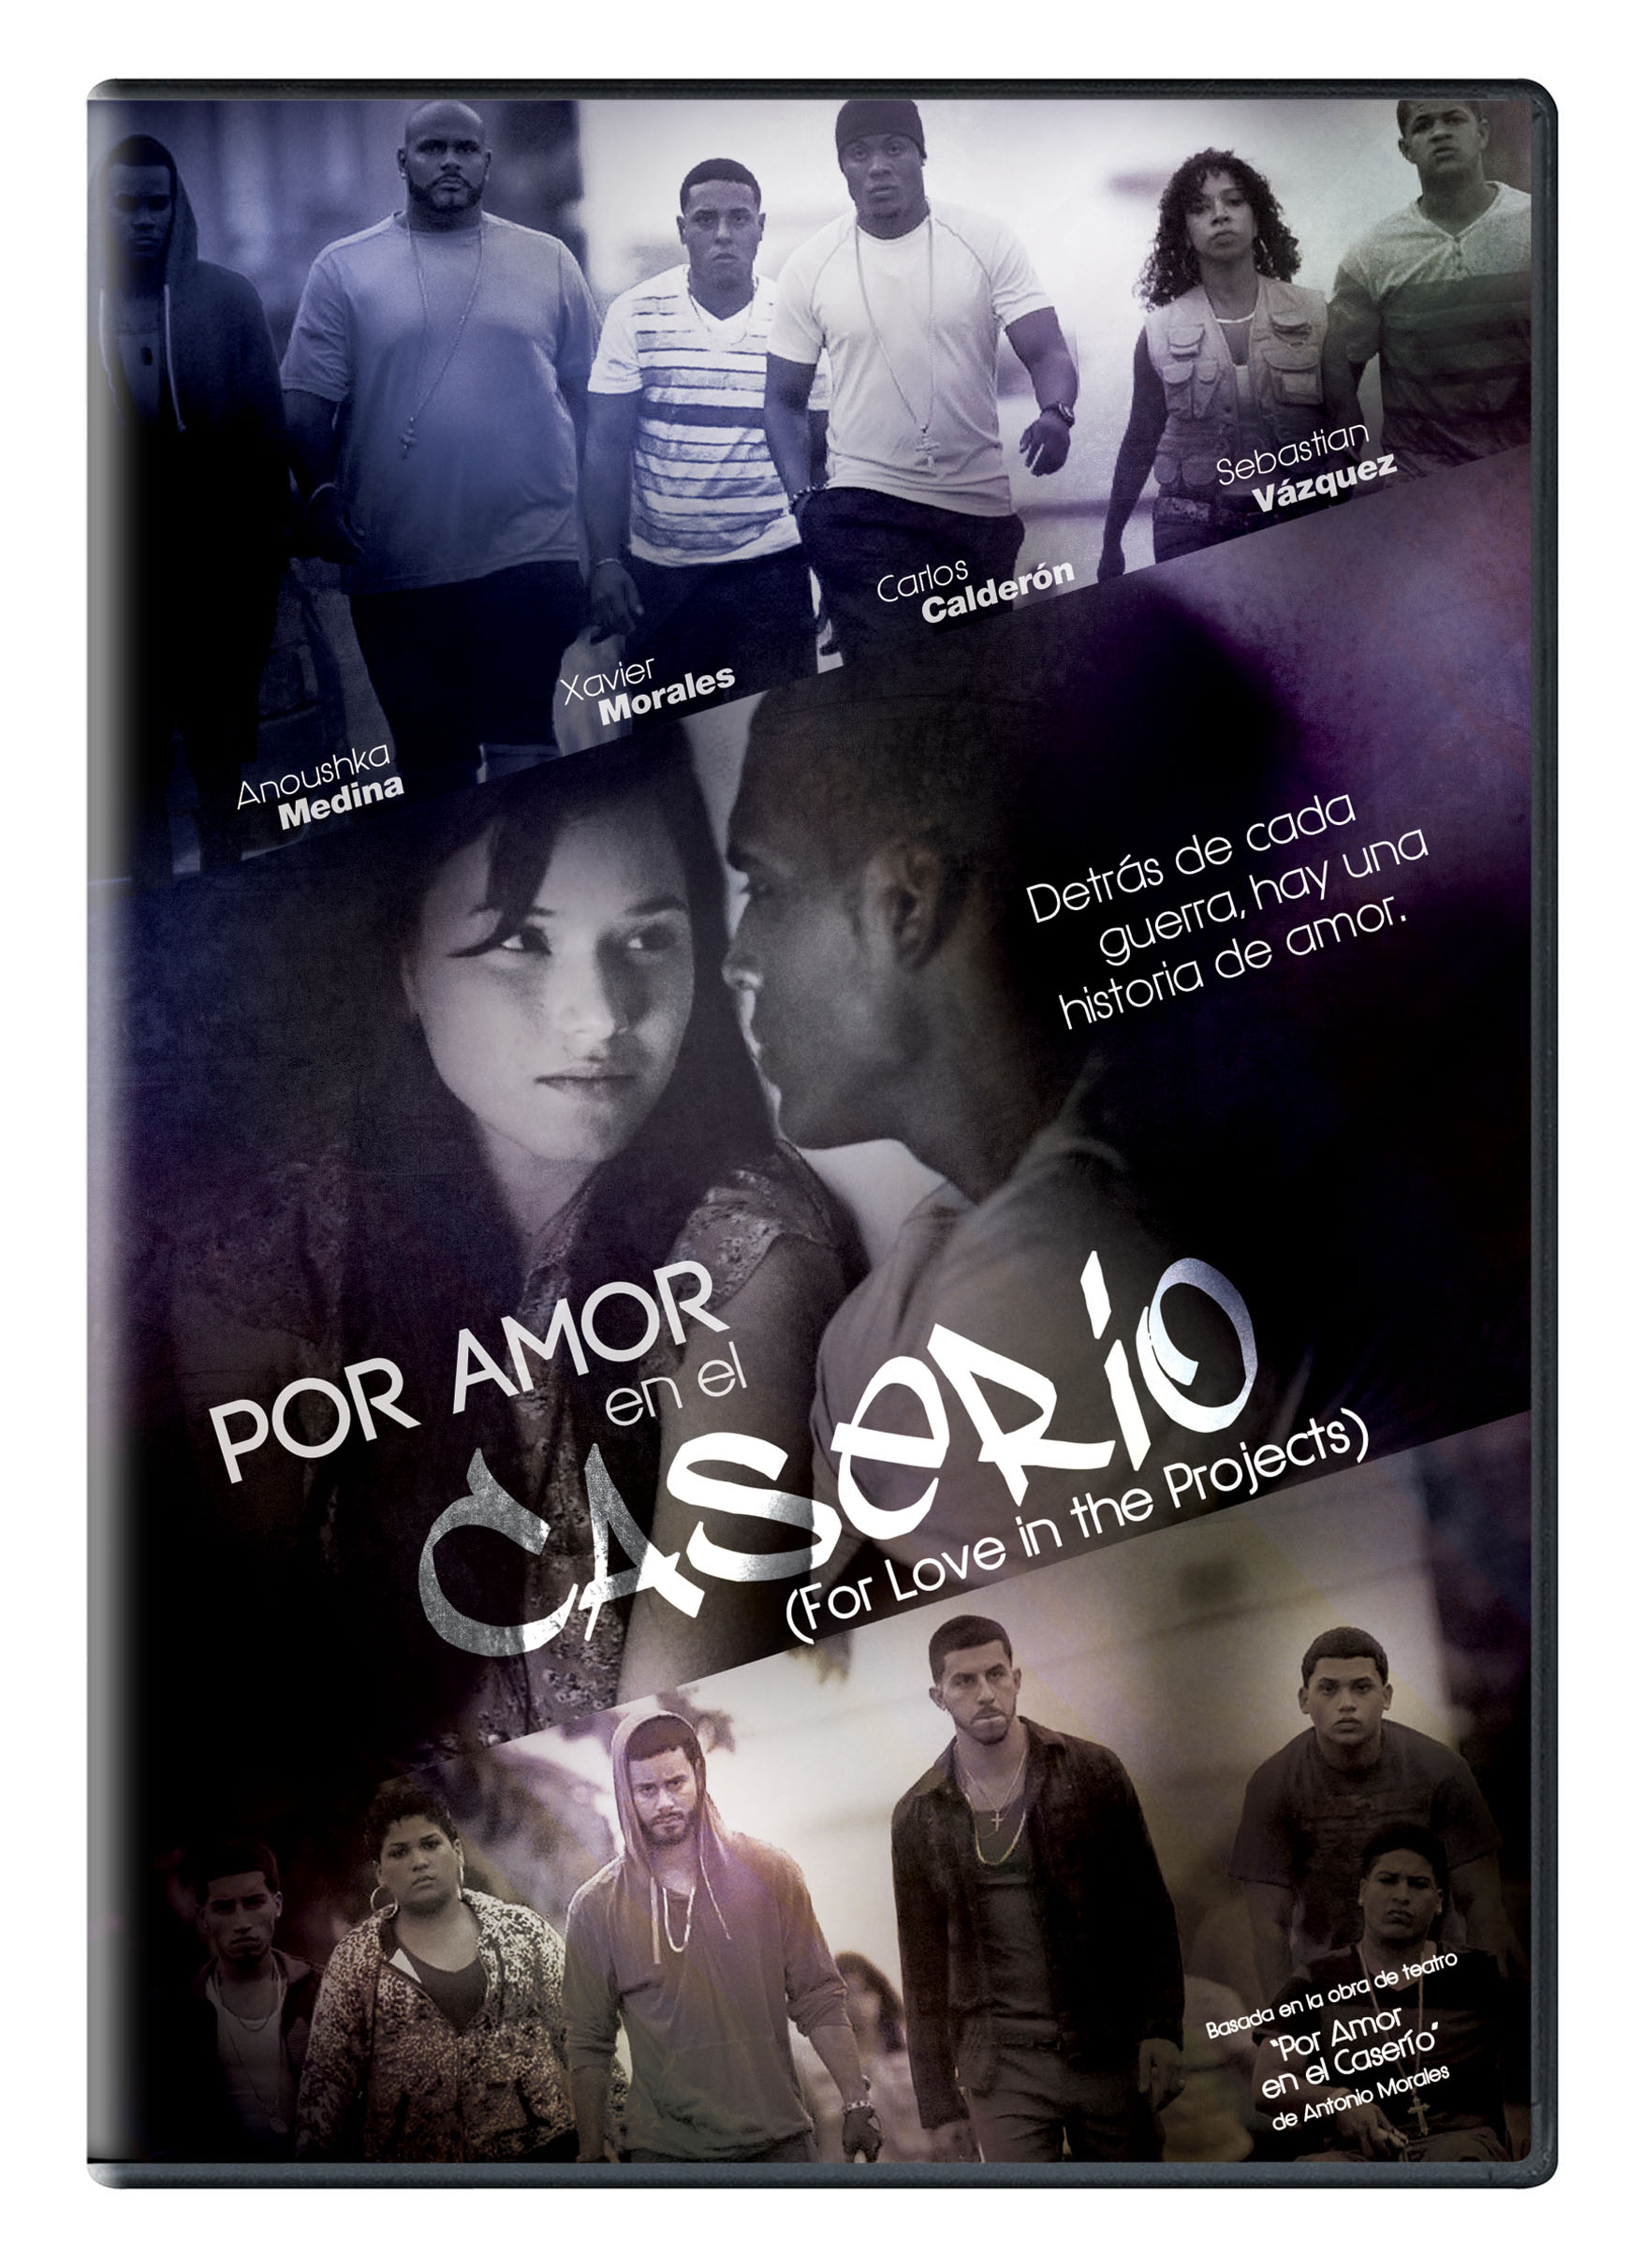 Sebastian
Vázquez
Carlos
Calderón
Xavier
Morales
Anoushka
Medina
Detrás de cada
guerra, hay una
historia de amor.
POR AMOR
en el
CASERÍO
(For Love in the Projects)
Basada en la obra de teatro
"Por Amor
en el Caserío"
de Antonio Morales